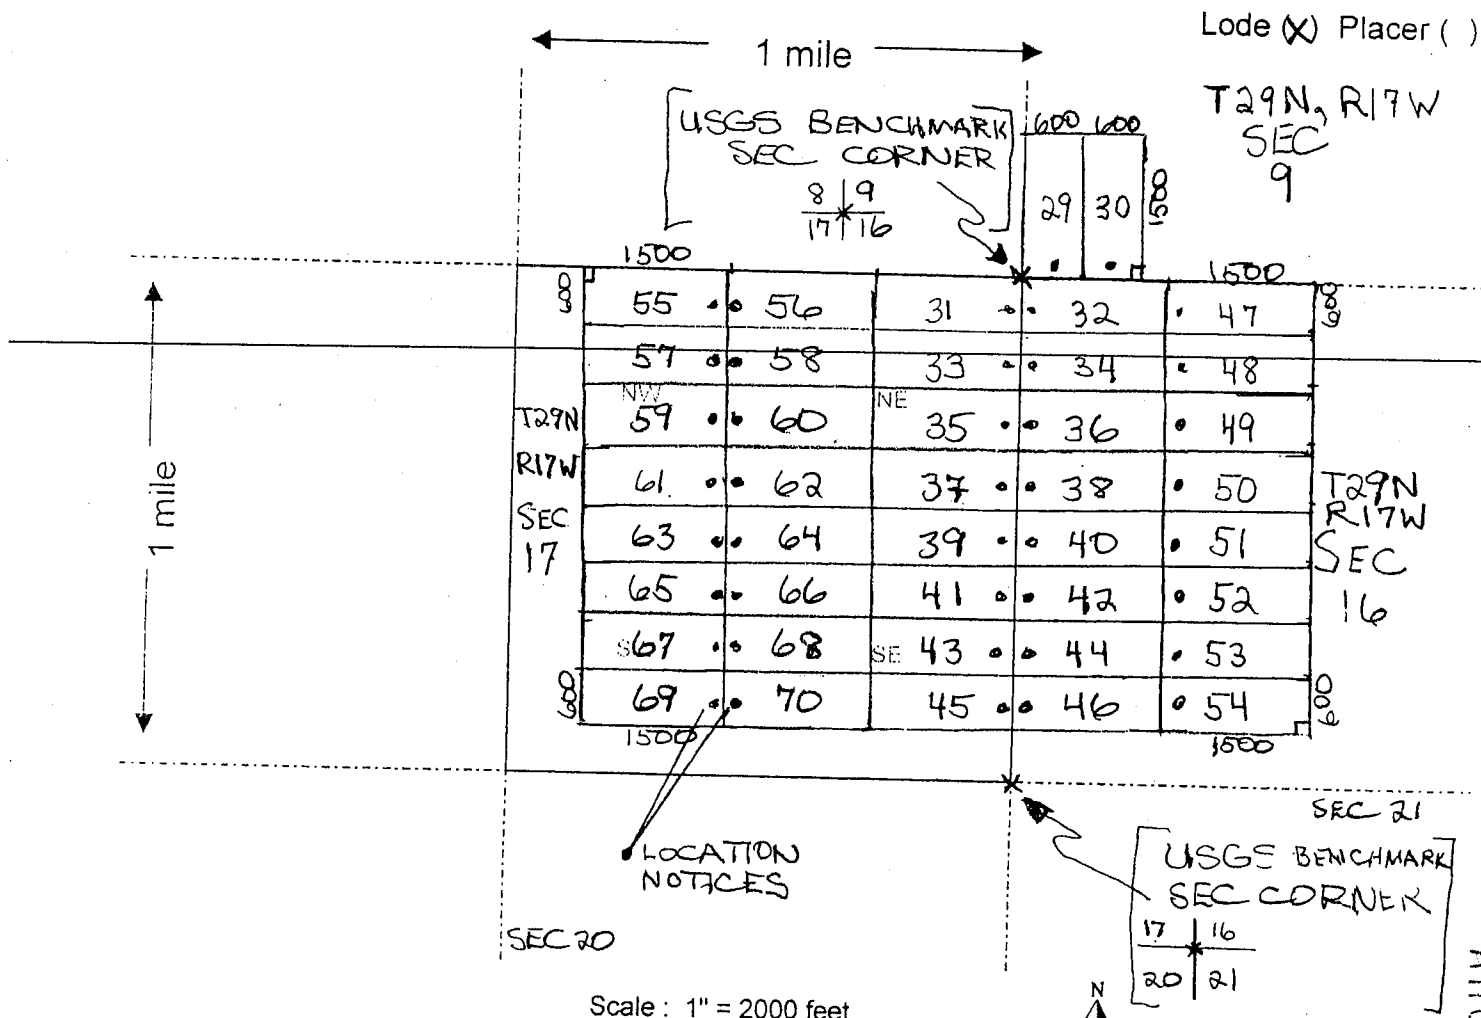 Lode (X) Placer ( )
1 mile
T29N, R17W
SEC
9
USGS BENCHMARK
SEC CORNER
8 9
17 16
600 600
29 30
1500
1500
1500
600
55 56 31 32 47
600
57 58 33 34 48
NW
NE
T29N
59 60 35 36 49
R17W
61 62 37 38 50
T29N
R17W
SEC
17
63 64 39 40 51
SEC
16
65 66 41 42 52
S
67 68
SE
43 44 53
600
69 70 45 46 54
600
1500
1500
1 mile
LOCATION
NOTICES
SEC 20
SEC 21
USGS BENCHMARK
SEC CORNER
17 16
20 21
N
Scale : 1" = 2000 feet